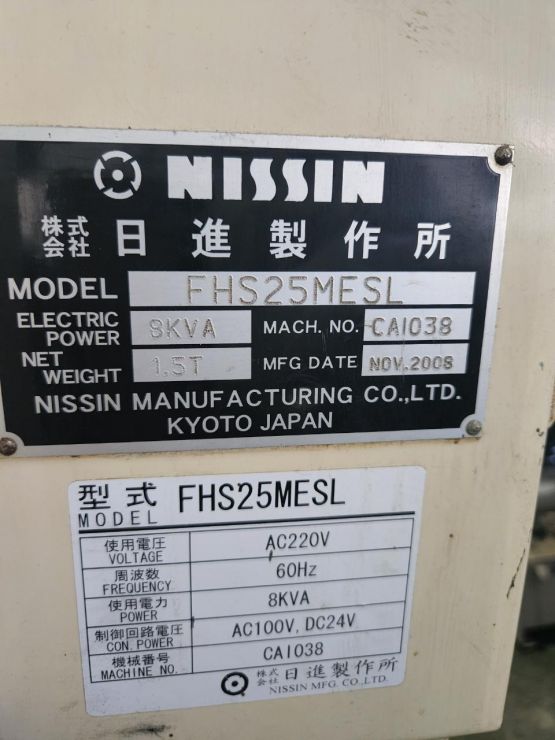 NISSIN
株式会社 日進製作所
MODEL FHS25MESL
ELECTRIC POWER 8KVA MACH. NO. CA1038
NET WEIGHT 1.5T MFG DATE NOV.2008
NISSIN MANUFACTURING CO.,LTD.
KYOTO JAPAN
型式 MODEL FHS25MESL
使用電圧 VOLTAGE AC220V
周波数 FREQUENCY 60Hz
使用電力 POWER 8KVA
制御回路電圧 CON. POWER AC100V, DC24V
機械番号 MACHINE NO. CA1038
株式会社 日進製作所
NISSIN MFG. CO.,LTD.